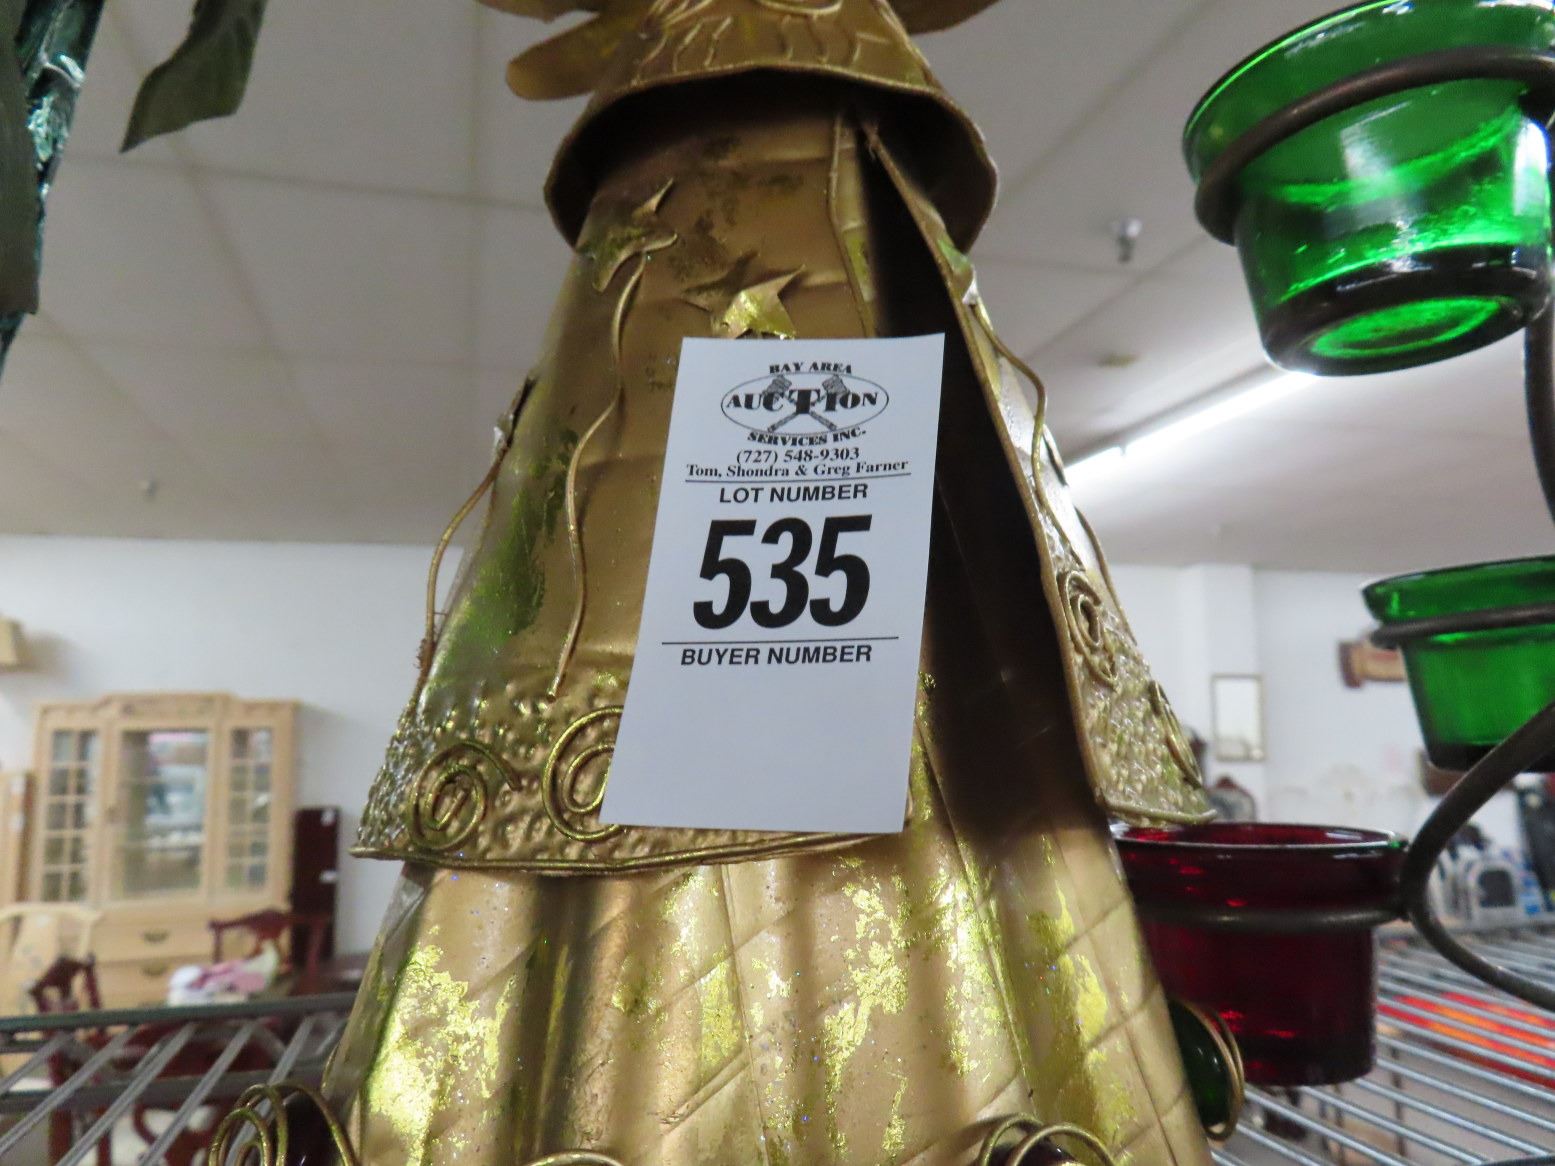 BAY AREA
AUCTION
SERVICES INC.
(727) 548-9303
Tom, Shondra & Greg Farner
LOT NUMBER
535
BUYER NUMBER